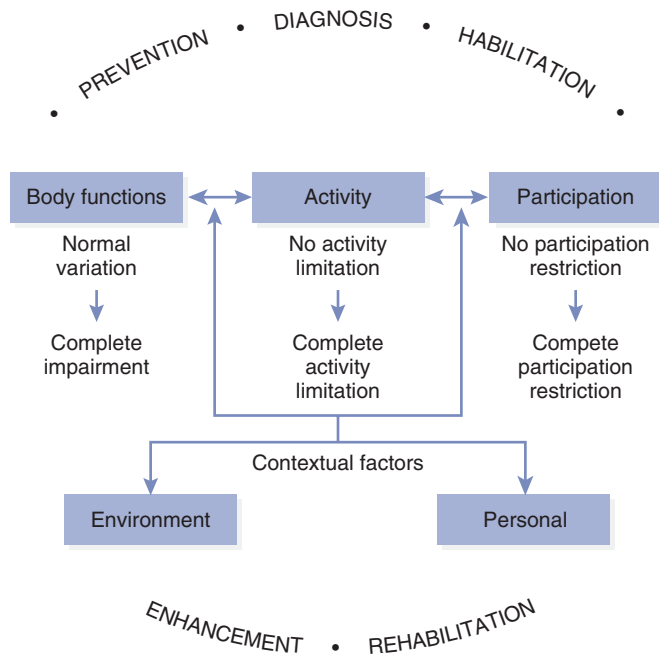 • PREVENTION • DIAGNOSIS • HABILITATION •
Body functions
Activity
Participation
Normal
variation
No activity
limitation
No participation
restriction
Complete
impairment
Complete
activity
limitation
Compete
participation
restriction
Contextual factors
Environment
Personal
ENHANCEMENT • REHABILITATION